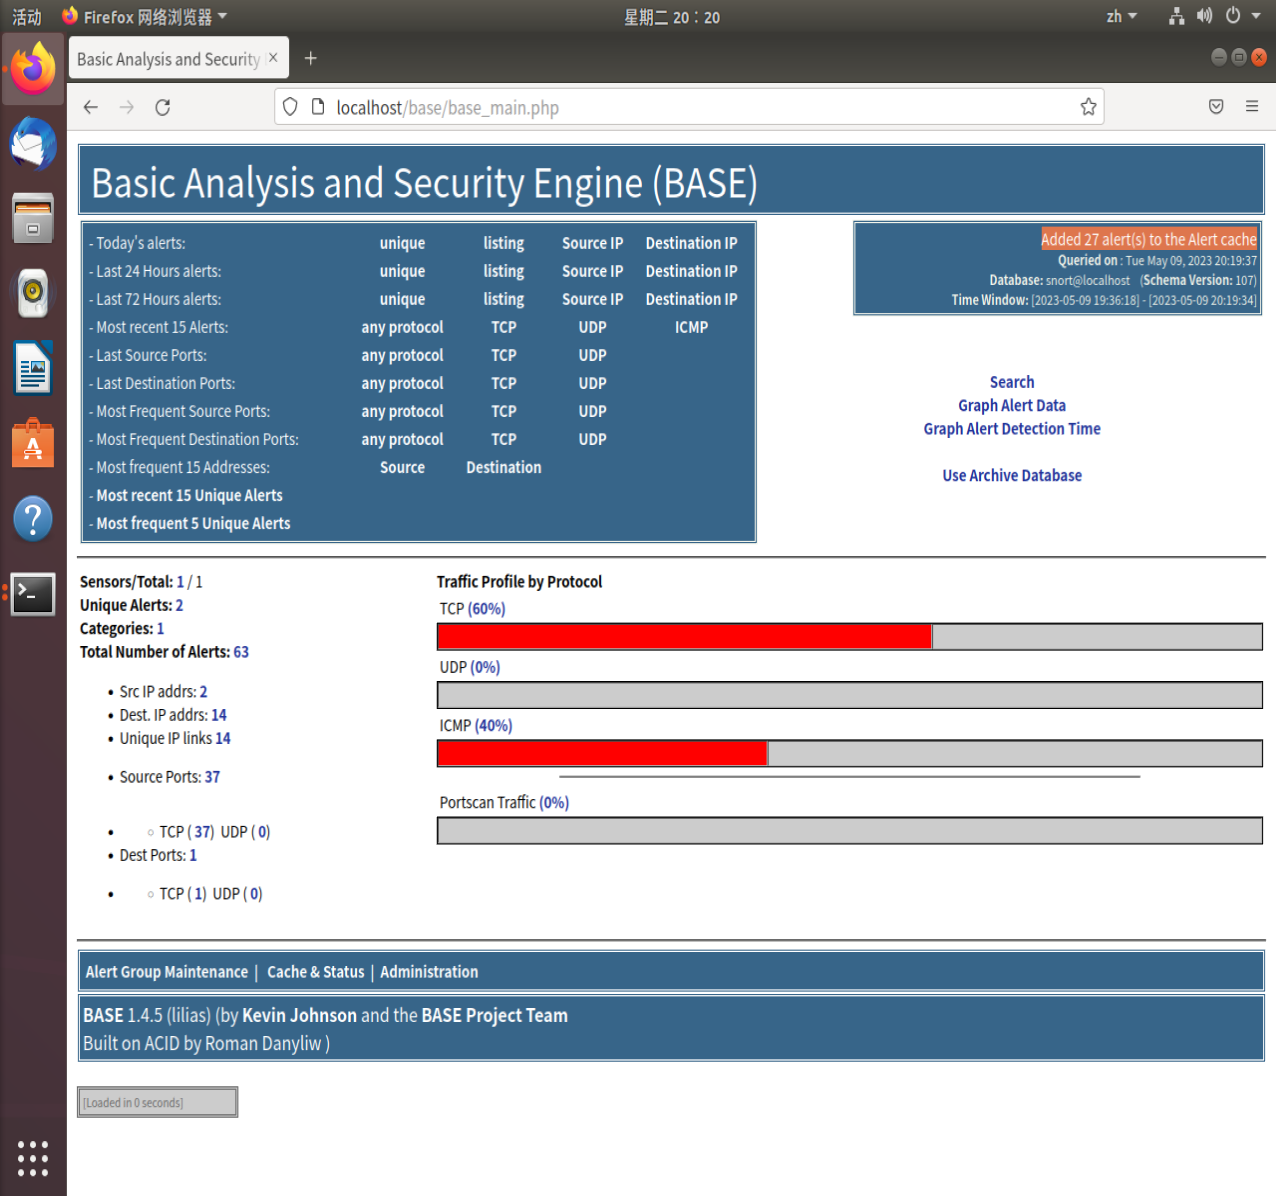 活动 Firefox 网络浏览器 星期二 20：20 zh
Basic Analysis and Security
localhost/base/base_main.php
Basic Analysis and Security Engine (BASE)
- Today's alerts: unique listing Source IP Destination IP
- Last 24 Hours alerts: unique listing Source IP Destination IP
- Last 72 Hours alerts: unique listing Source IP Destination IP
- Most recent 15 Alerts: any protocol TCP UDP ICMP
- Last Source Ports: any protocol TCP UDP
- Last Destination Ports: any protocol TCP UDP
- Most Frequent Source Ports: any protocol TCP UDP
- Most Frequent Destination Ports: any protocol TCP UDP
- Most frequent 15 Addresses: Source Destination
- Most recent 15 Unique Alerts
- Most frequent 5 Unique Alerts
Added 27 alert(s) to the Alert cache
Queried on : Tue May 09, 2023 20:19:37
Database: snort@localhost (Schema Version: 107)
Time Window: [2023-05-09 19:36:18] - [2023-05-09 20:19:34]
Search
Graph Alert Data
Graph Alert Detection Time
Use Archive Database
Sensors/Total: 1 / 1
Unique Alerts: 2
Categories: 1
Total Number of Alerts: 63
• Src IP addrs: 2
• Dest. IP addrs: 14
• Unique IP links 14
• Source Ports: 37
• ◦ TCP ( 37) UDP ( 0)
• Dest Ports: 1
• ◦ TCP ( 1) UDP ( 0)
Traffic Profile by Protocol
TCP (60%)
UDP (0%)
ICMP (40%)
Portscan Traffic (0%)
Alert Group Maintenance | Cache & Status | Administration
BASE 1.4.5 (lilias) (by Kevin Johnson and the BASE Project Team
Built on ACID by Roman Danyliw )
[Loaded in 0 seconds]